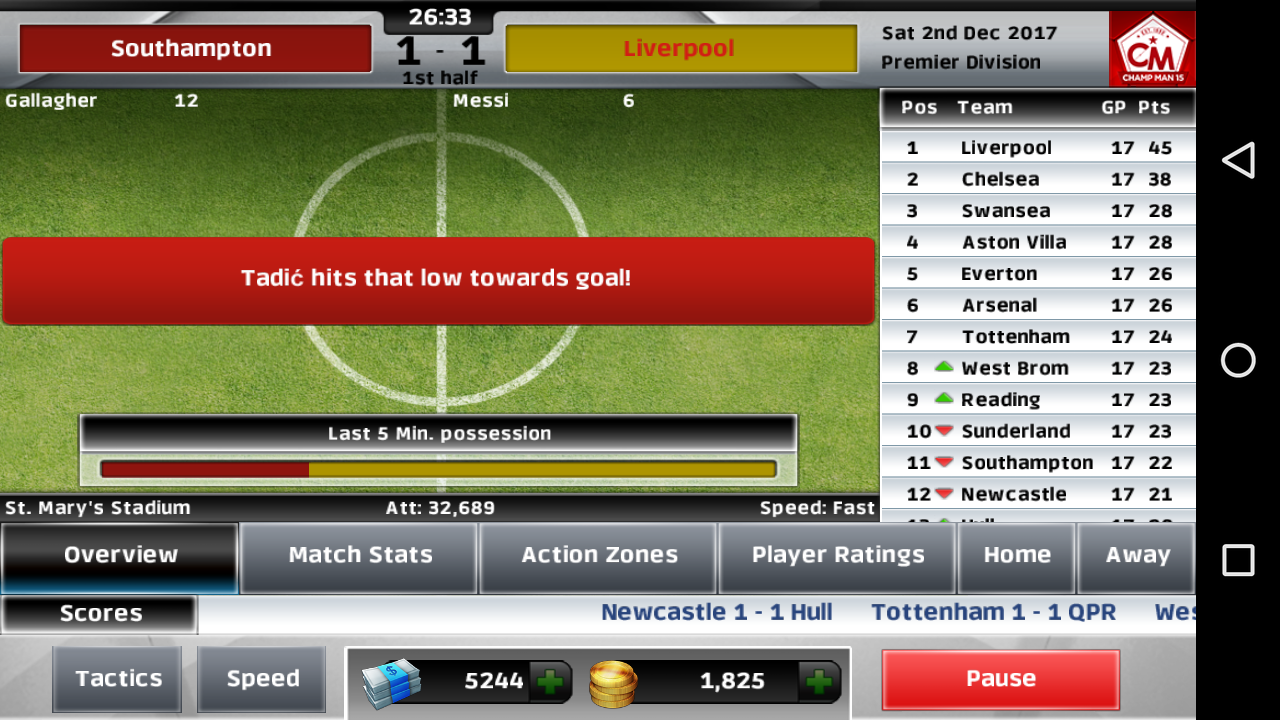 26:33
Southampton 1 - 1 Liverpool
1st half
Sat 2nd Dec 2017
Premier Division
CM
CHAMP MAN 15
Gallagher 12 Messi 6
Tadić hits that low towards goal!
Last 5 Min. possession
St. Mary's Stadium Att: 32,689 Speed: Fast
Pos Team GP Pts
1 Liverpool 17 45
2 Chelsea 17 38
3 Swansea 17 28
4 Aston Villa 17 28
5 Everton 17 26
6 Arsenal 17 26
7 Tottenham 17 24
8 West Brom 17 23
9 Reading 17 23
10 Sunderland 17 23
11 Southampton 17 22
12 Newcastle 17 21
Overview Match Stats Action Zones Player Ratings Home Away
Scores Newcastle 1 - 1 Hull Tottenham 1 - 1 QPR Wes
Tactics Speed 5244 1,825 Pause